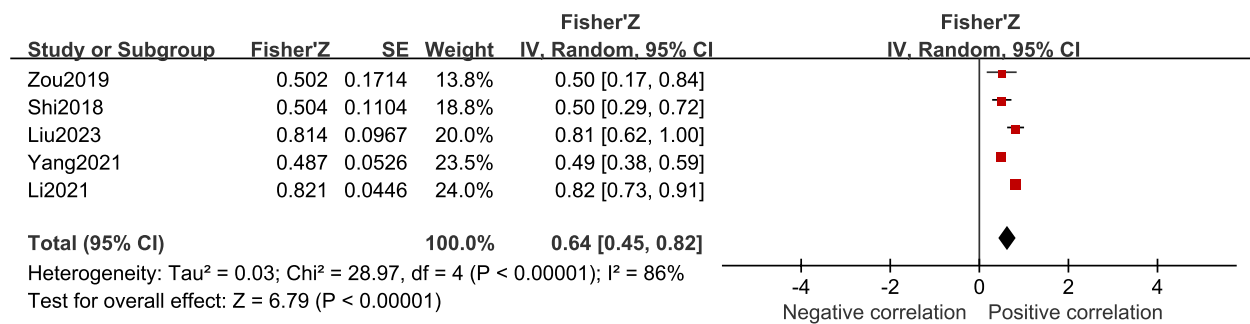 Fisher'Z Fisher'Z
Study or Subgroup Fisher'Z SE Weight IV, Random, 95% CI IV, Random, 95% CI
Zou2019 0.502 0.1714 13.8% 0.50 [0.17, 0.84]
Shi2018 0.504 0.1104 18.8% 0.50 [0.29, 0.72]
Liu2023 0.814 0.0967 20.0% 0.81 [0.62, 1.00]
Yang2021 0.487 0.0526 23.5% 0.49 [0.38, 0.59]
Li2021 0.821 0.0446 24.0% 0.82 [0.73, 0.91]
Total (95% CI) 100.0% 0.64 [0.45, 0.82]
Heterogeneity: Tau² = 0.03; Chi² = 28.97, df = 4 (P < 0.00001); I² = 86%
Test for overall effect: Z = 6.79 (P < 0.00001)
-4 -2 0 2 4
Negative correlation Positive correlation